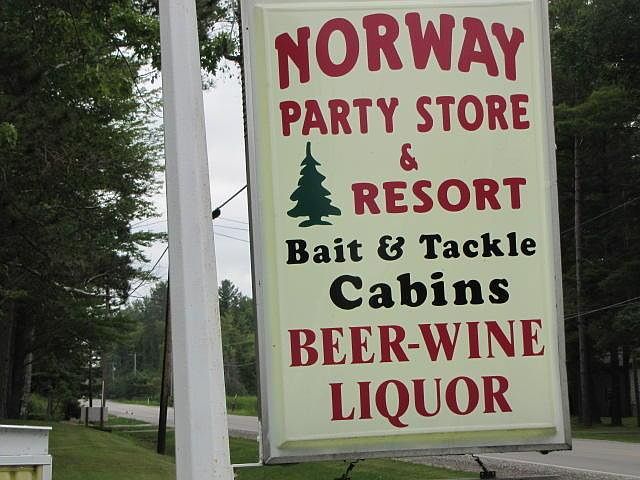 NORWAY
PARTY STORE
&
RESORT
Bait & Tackle
Cabins
BEER-WINE
LIQUOR